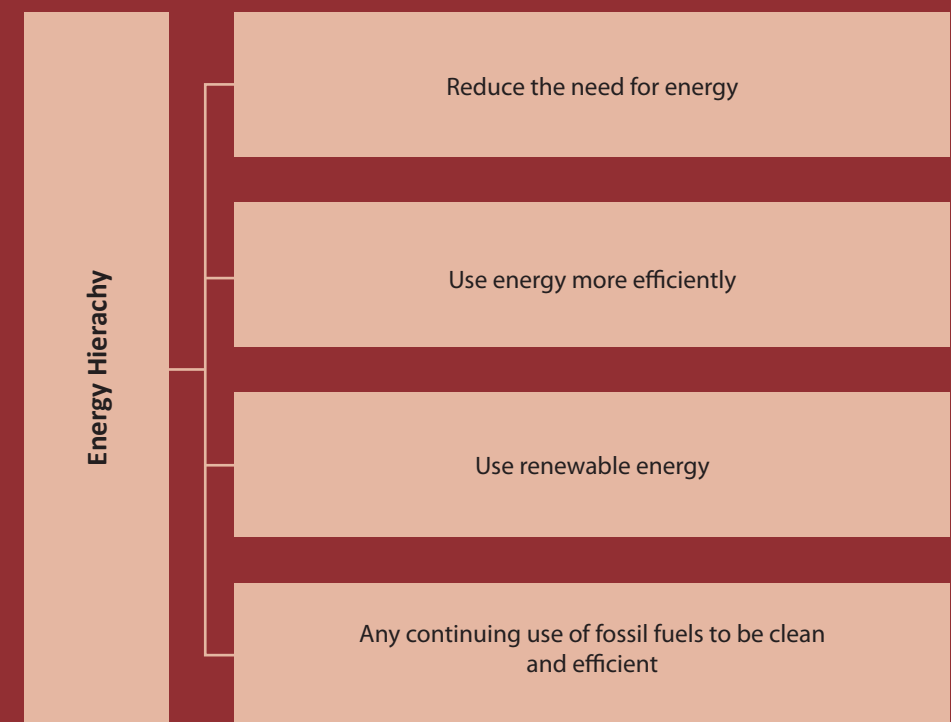 Energy Hierachy
Reduce the need for energy
Use energy more efficiently
Use renewable energy
Any continuing use of fossil fuels to be clean
and efficient